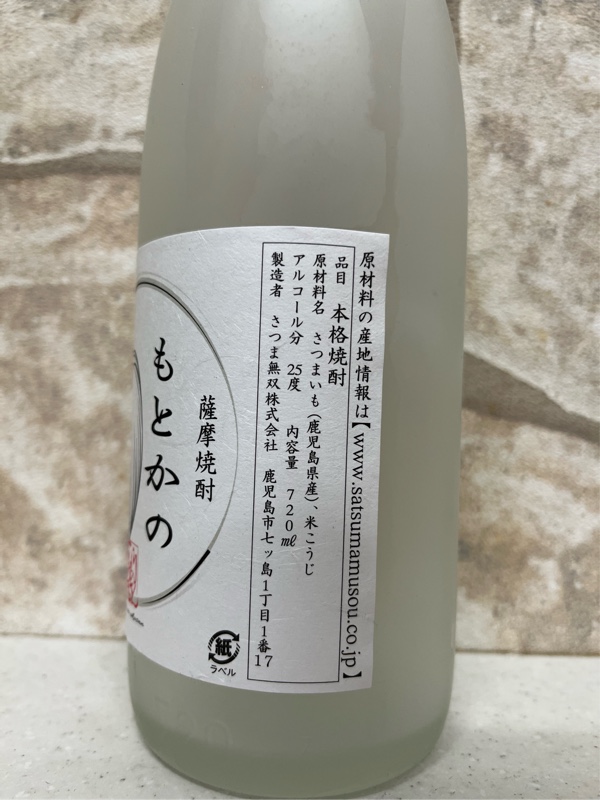 原材料の産地情報は【www.satsumamusou.co.jp】
品目 本格焼酎
原材料名 さつまいも(鹿児島県産)、米こうじ
アルコール分 25度 内容量 720㎖
製造者 さつま無双株式会社 鹿児島市七ッ島1丁目1番17
薩摩焼酎
もとかの
紙
ラベル